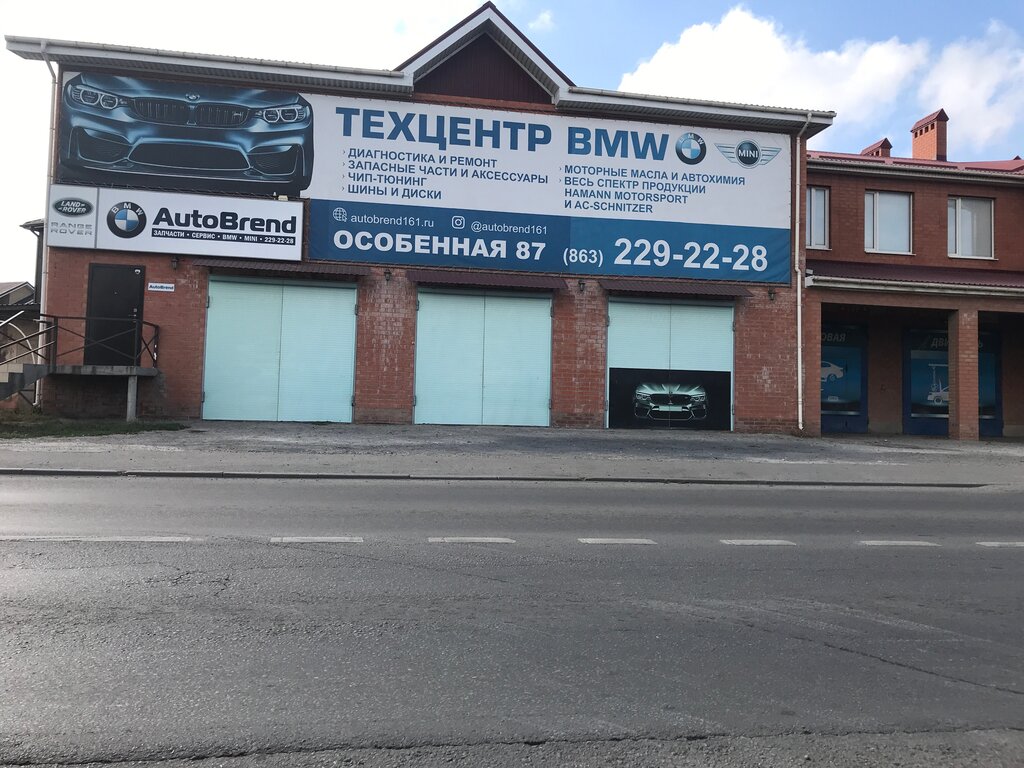 ТЕХЦЕНТР BMW
BMW
MINI
› ДИАГНОСТИКА И РЕМОНТ
› ЗАПАСНЫЕ ЧАСТИ И АКСЕССУАРЫ
› ЧИП-ТЮНИНГ
› ШИНЫ И ДИСКИ
› МОТОРНЫЕ МАСЛА И АВТОХИМИЯ
› ВЕСЬ СПЕКТР ПРОДУКЦИИ
HAMANN MOTORSPORT
И AC-SCHNITZER
autobrend161.ru @autobrend161
ОСОБЕННАЯ 87 (863) 229-22-28
LAND ROVER
RANGE ROVER
BMW
AutoBrend
ЗАПЧАСТИ • СЕРВИС • BMW • MINI • 229-22-28
AutoBrend